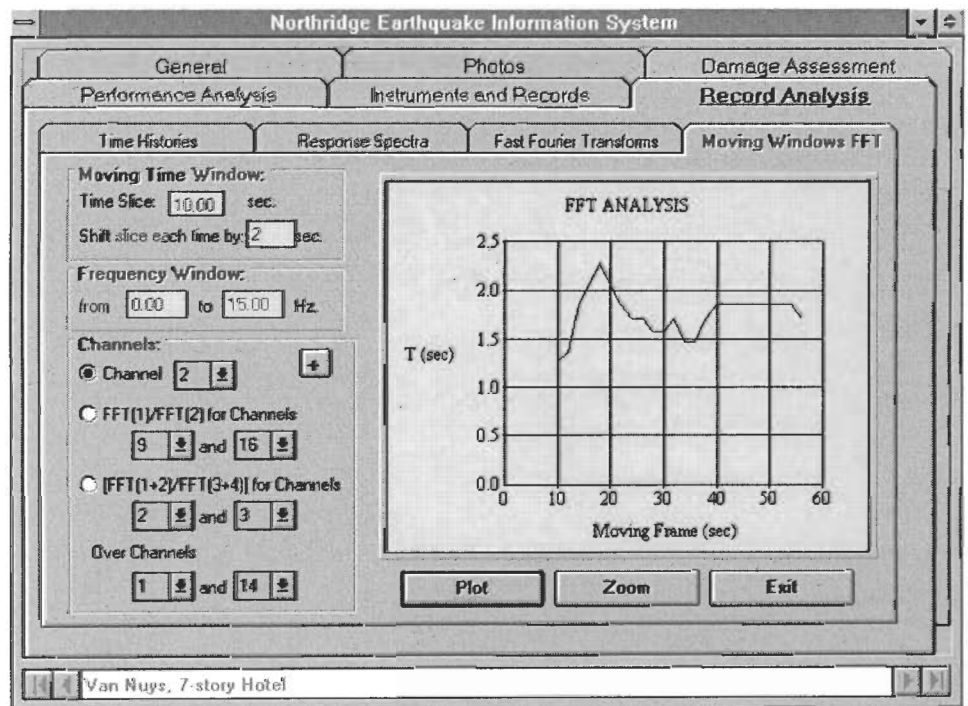 Northridge Earthquake Information System
General Photos Damage Assessment
Performance Analysis Instruments and Records Record Analysis
Time Histories Response Spectra Fast Fourier Transforms Moving Windows FFT
Moving Time Window:
Time Slice: 10.00 sec.
Shift slice each time by: 2 sec.
Frequency Window:
from 0.00 to 15.00 Hz.
Channels:
Channel 2 +
FFT(1)/FFT(2) for Channels
9 and 16
[FFT(1+2)/FFT(3+4)] for Channels
2 and 3
Over Channels
1 and 14
FFT ANALYSIS
2.5
2.0
1.5
T (sec)
1.0
0.5
0.0
0 10 20 30 40 50 60
Moving Frame (sec)
Plot Zoom Exit
Van Nuys, 7-story Hotel